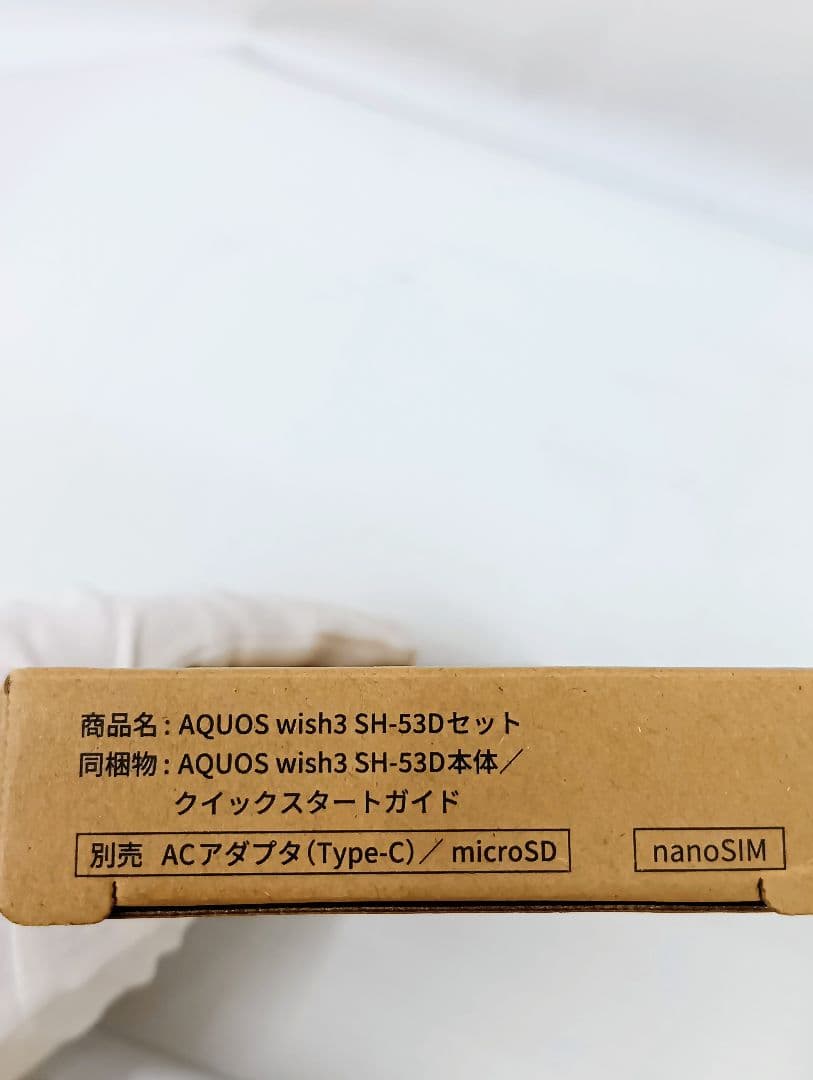 商品名：AQUOS wish3 SH-53Dセット
同梱物：AQUOS wish3 SH-53D本体／
クイックスタートガイド
別売 ACアダプタ（Type-C）／ microSD
nanoSIM